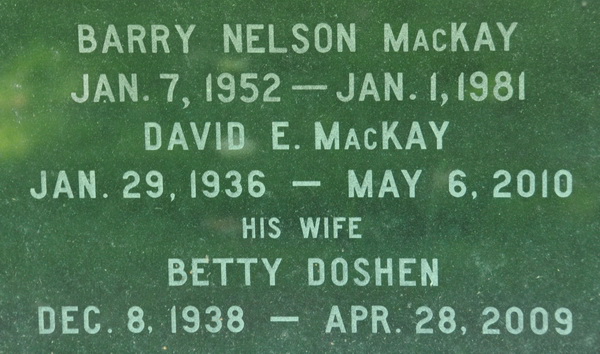 BARRY NELSON MacKAY
JAN. 7, 1952 — JAN. 1, 1981
DAVID E. MacKAY
JAN. 29, 1936 — MAY 6, 2010
HIS WIFE
BETTY DOSHEN
DEC. 8, 1938 — APR. 28, 2009